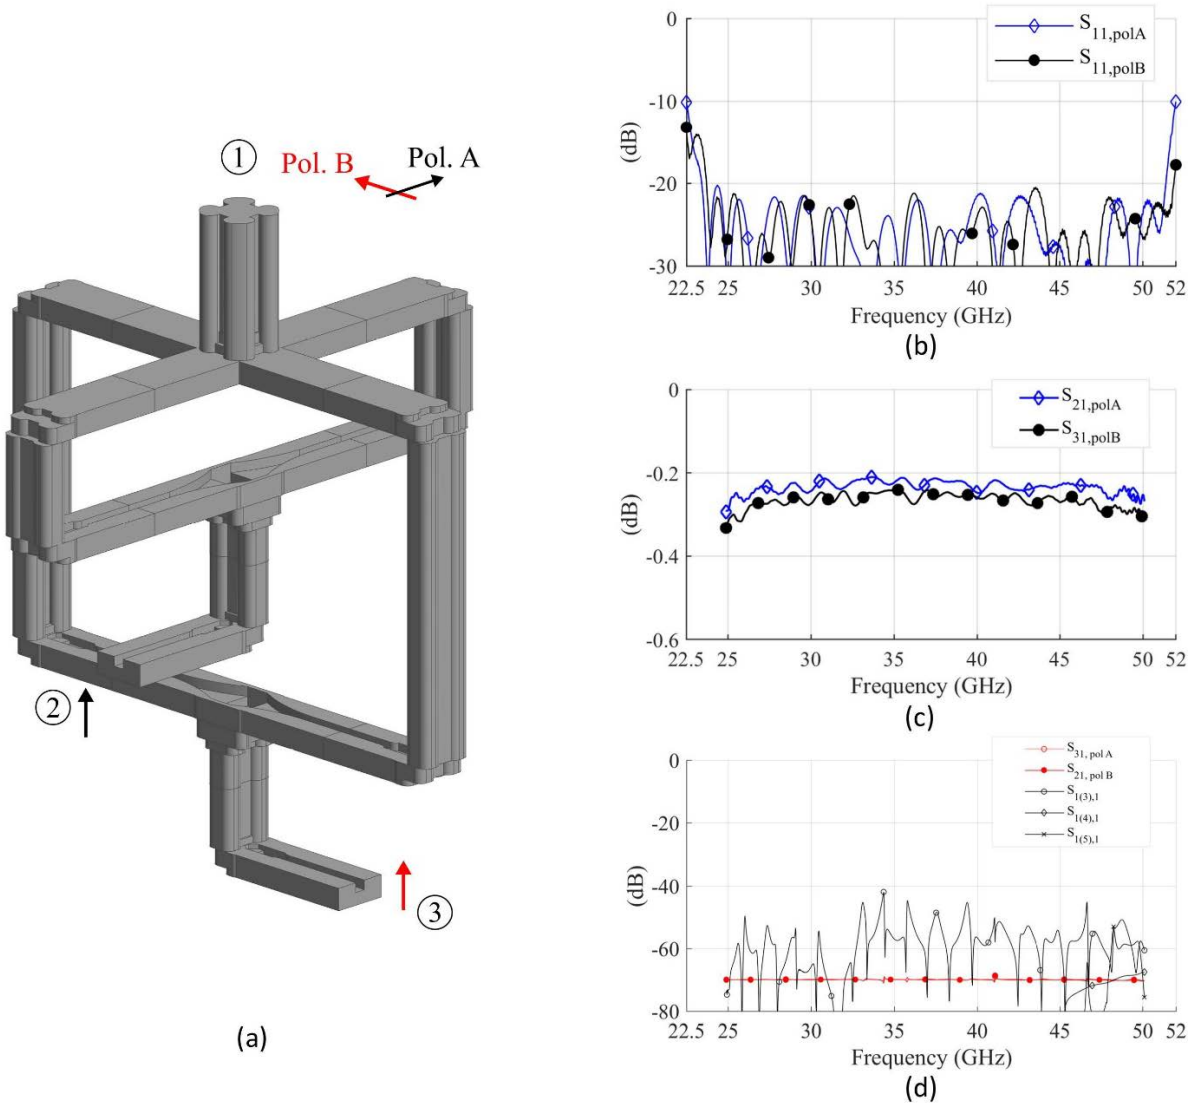 ①
Pol. B
Pol. A
②
③
(a)
0
-10
-20
-30
(dB)
S11,polA
S11,polB
22.5 25 30 35 40 45 50 52
Frequency (GHz)
(b)
0
-0.2
-0.4
-0.6
(dB)
S21,polA
S31,polB
22.5 25 30 35 40 45 50 52
Frequency (GHz)
(c)
0
-20
-40
-60
-80
(dB)
S31, pol A
S21, pol B
S1(3),1
S1(4),1
S1(5),1
22.5 25 30 35 40 45 50 52
Frequency (GHz)
(d)